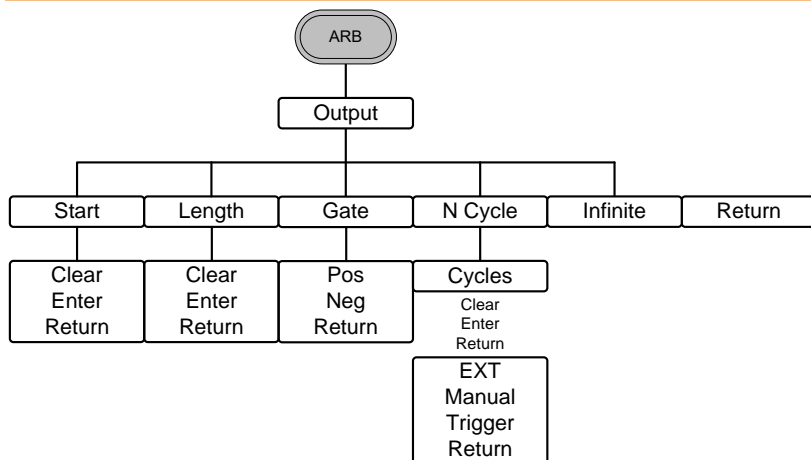 ARB
Output
Start
Length
Gate
N Cycle
Infinite
Return
Clear
Enter
Return
Clear
Enter
Return
Pos
Neg
Return
Cycles
Clear
Enter
Return
EXT
Manual
Trigger
Return